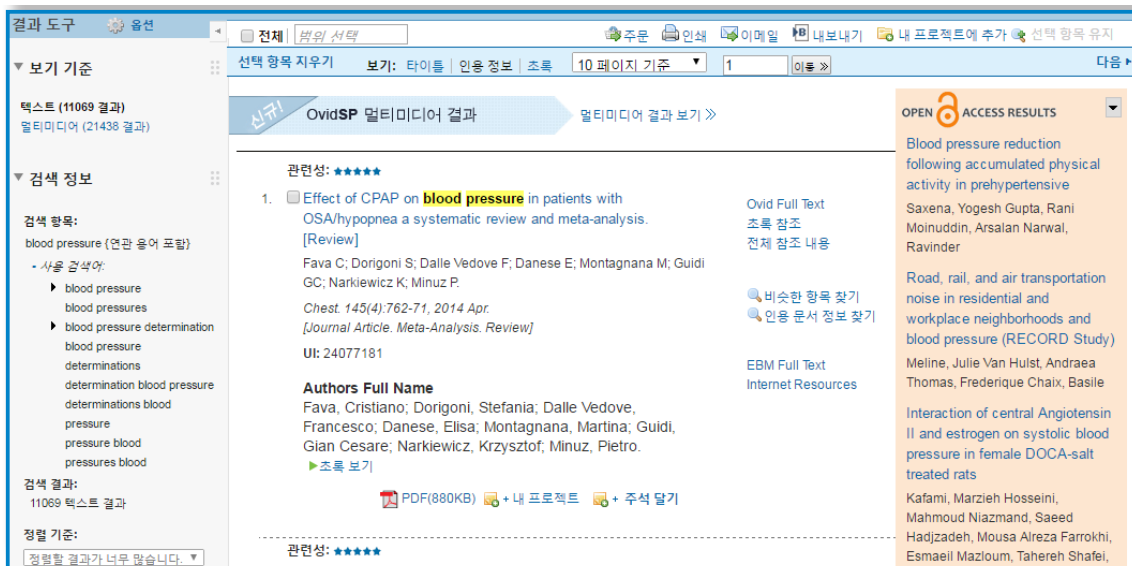 결과 도구 옵션
보기 기준
텍스트 (11069 결과)
멀티미디어 (21438 결과)
검색 정보
검색 항목:
blood pressure {연관 용어 포함}
- 사용 검색어:
blood pressure
blood pressures
blood pressure determination
blood pressure
determinations
determination blood pressure
determinations blood
pressure
pressure blood
pressures blood
검색 결과:
11069 텍스트 결과
정렬 기준:
정렬할 결과가 너무 많습니다.
전체 범위 선택 주문 인쇄 이메일 내보내기 내 프로젝트에 추가 선택 항목 유지
선택 항목 지우기 보기: 타이틀 | 인용 정보 | 초록 10 페이지 기준 1 이동 » 다음
신규! OvidSP 멀티미디어 결과 멀티미디어 결과 보기 »
관련성: ★★★★★
1. Effect of CPAP on blood pressure in patients with
OSA/hypopnea a systematic review and meta-analysis.
[Review]
Fava C; Dorigoni S; Dalle Vedove F; Danese E; Montagnana M; Guidi
GC; Narkiewicz K; Minuz P.
Chest. 145(4):762-71, 2014 Apr.
[Journal Article. Meta-Analysis. Review]
UI: 24077181
Authors Full Name
Fava, Cristiano; Dorigoni, Stefania; Dalle Vedove,
Francesco; Danese, Elisa; Montagnana, Martina; Guidi,
Gian Cesare; Narkiewicz, Krzysztof; Minuz, Pietro.
초록 보기
PDF(880KB) + 내 프로젝트 + 주석 달기
관련성: ★★★★★
Ovid Full Text
초록 참조
전체 참조 내용
비슷한 항목 찾기
인용 문서 정보 찾기
EBM Full Text
Internet Resources
OPEN ACCESS RESULTS
Blood pressure reduction
following accumulated physical
activity in prehypertensive
Saxena, Yogesh Gupta, Rani
Moinuddin, Arsalan Narwal,
Ravinder
Road, rail, and air transportation
noise in residential and
workplace neighborhoods and
blood pressure (RECORD Study)
Meline, Julie Van Hulst, Andraea
Thomas, Frederique Chaix, Basile
Interaction of central Angiotensin
II and estrogen on systolic blood
pressure in female DOCA-salt
treated rats
Kafami, Marzieh Hosseini,
Mahmoud Niazmand, Saeed
Hadjzadeh, Mousa Alreza Farrokhi,
Esmaeil Mazloum, Tahereh Shafei,